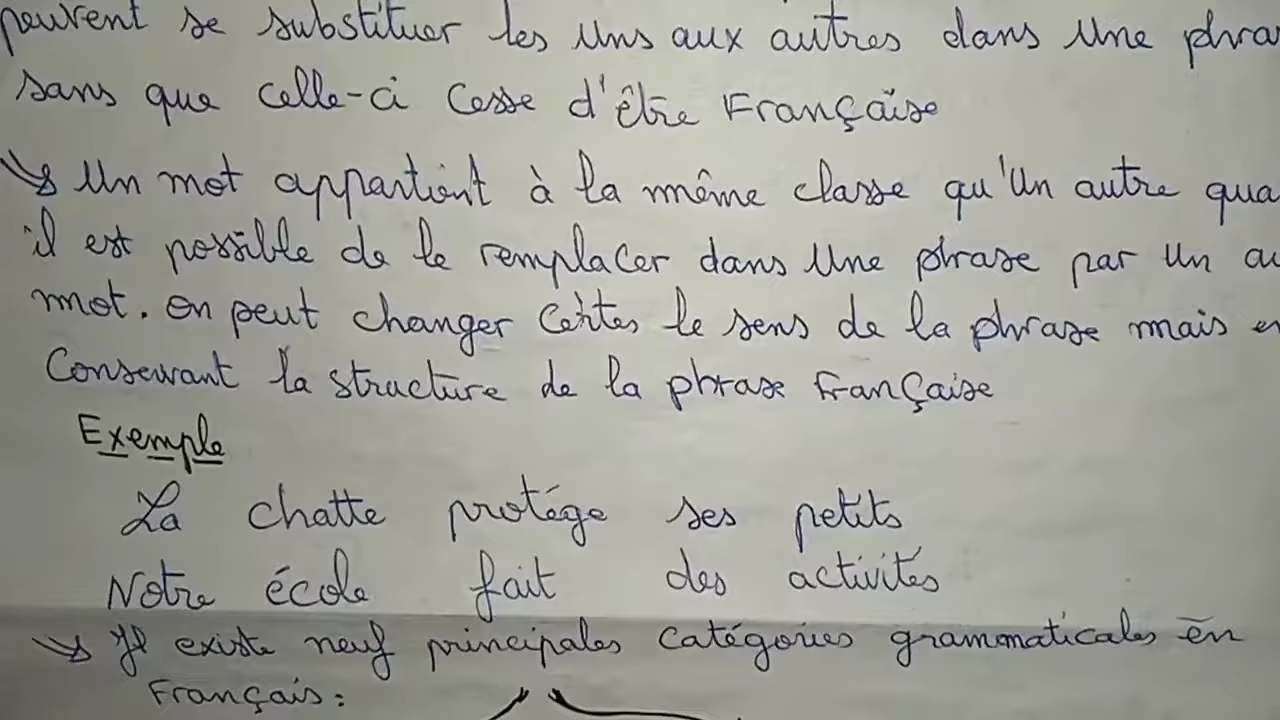 peuvent se substituer les uns aux autres dans une phra
sans que celle-ci cesse d'être Française
Un mot appartient à la même classe qu'un autre qua
il est possible de le remplacer dans une phrase par un au
mot. on peut changer certes le sens de la phrase mais en
Conservant la structure de la phrase Française
Exemple
La chatte protége ses petits
Notre école fait des activités
Il existe neuf principales catégories grammaticales en
Français :